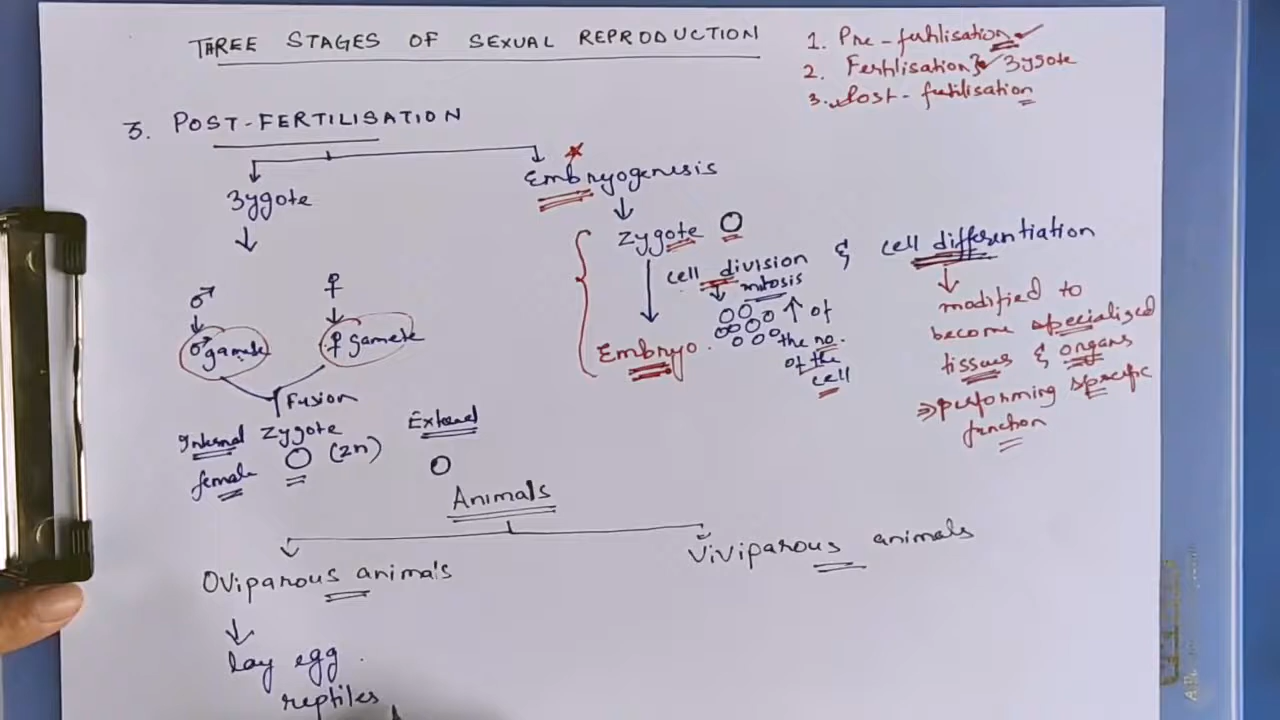 THREE STAGES OF SEXUAL REPRODUCTION
1. Pre-fertilisation
2. Fertilisation } Zygote
3. Post-fertilisation
3. POST-FERTILISATION
Zygote
Embryogenesis
Zygote
cell division & cell differentiation
mitosis
↑ of
the no.
of the
cell
Embryo
modified to
become specialised
tissues & organs
⇒ performing specific
function
♂ ♀
♂ gamete ♀ gamete
Fusion
Internal Zygote External
female (2n)
Animals
Oviparous animals Viviparous animals
lay egg
reptiles